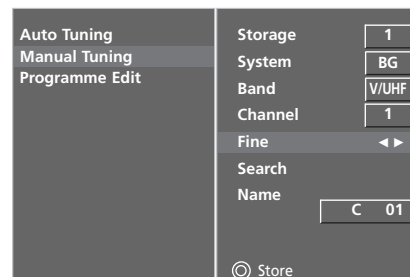 Auto Tuning
Manual Tuning
Programme Edit
Storage 1
System BG
Band V/UHF
Channel 1
Fine ◄ ►
Search
Name
C 01
Store